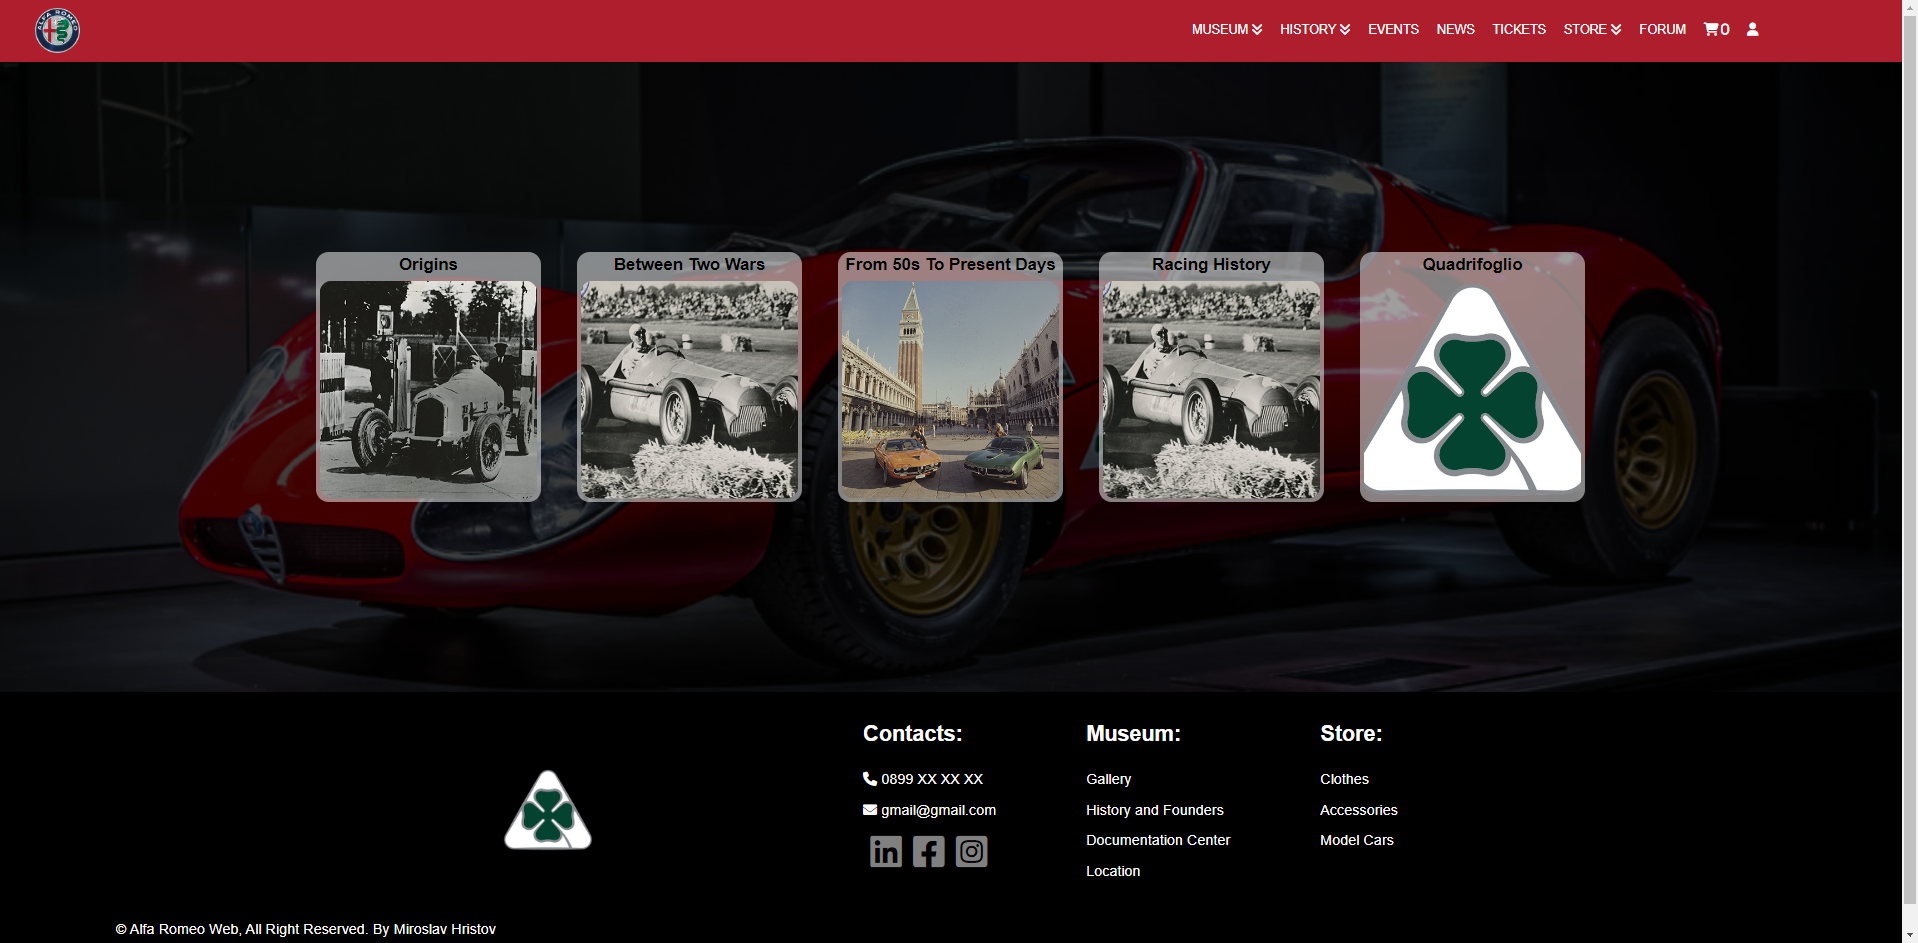 ALFA ROMEO
MUSEUM HISTORY EVENTS NEWS TICKETS STORE FORUM 0
Origins
Between Two Wars
From 50s To Present Days
Racing History
Quadrifoglio
Contacts:
0899 XX XX XX
gmail@gmail.com
Museum:
Gallery
History and Founders
Documentation Center
Location
Store:
Clothes
Accessories
Model Cars
© Alfa Romeo Web, All Right Reserved. By Miroslav Hristov